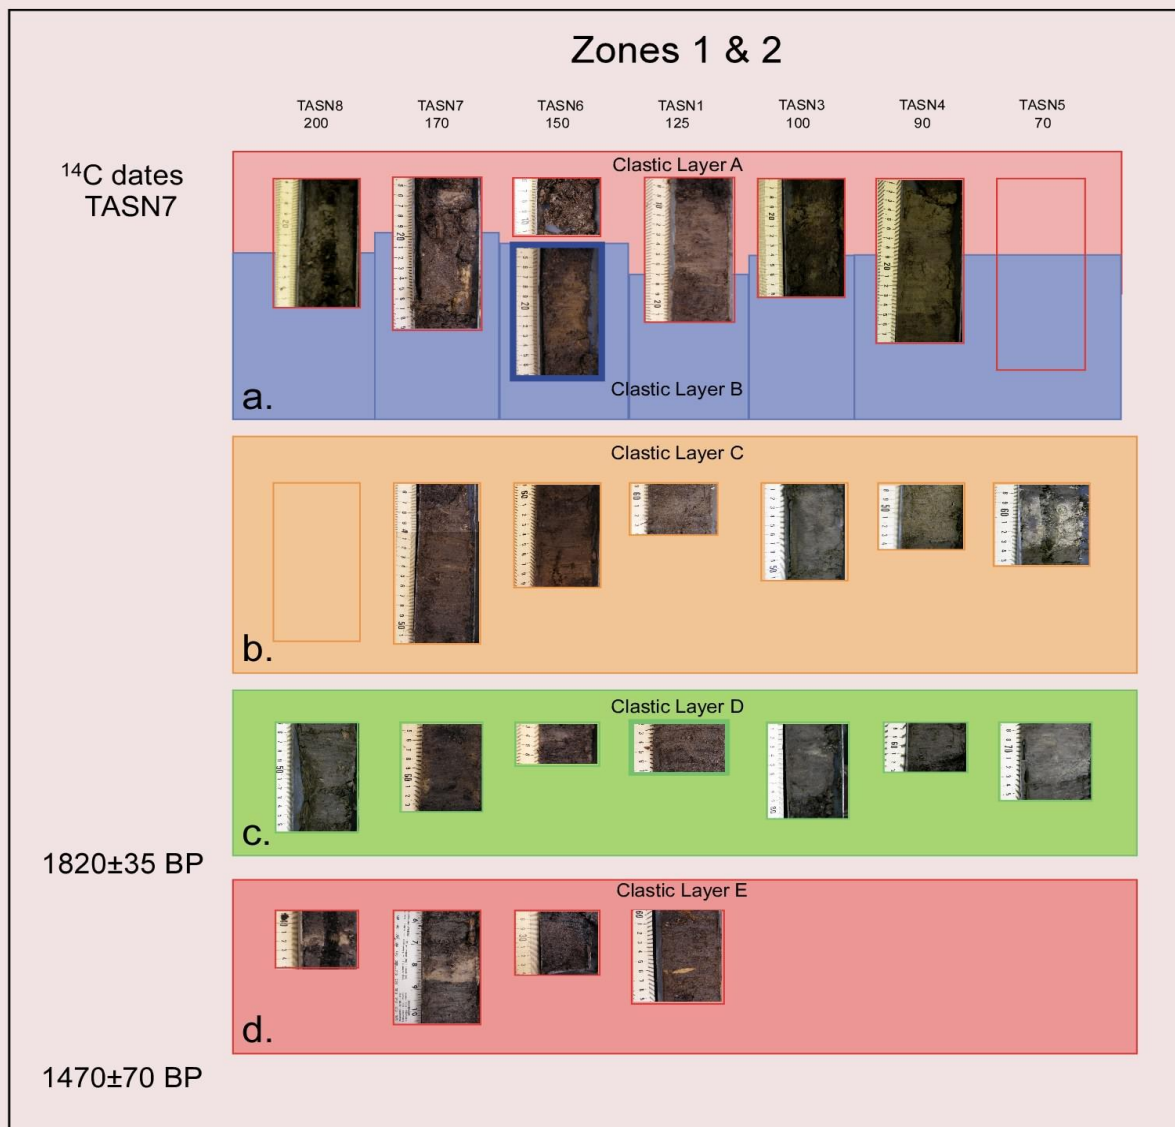 Zones 1 & 2
TASN8 TASN7 TASN6 TASN1 TASN3 TASN4 TASN5
200 170 150 125 100 90 70
¹⁴C dates
TASN7
Clastic Layer A
Clastic Layer B
a.
Clastic Layer C
b.
Clastic Layer D
c.
1820±35 BP
Clastic Layer E
d.
1470±70 BP